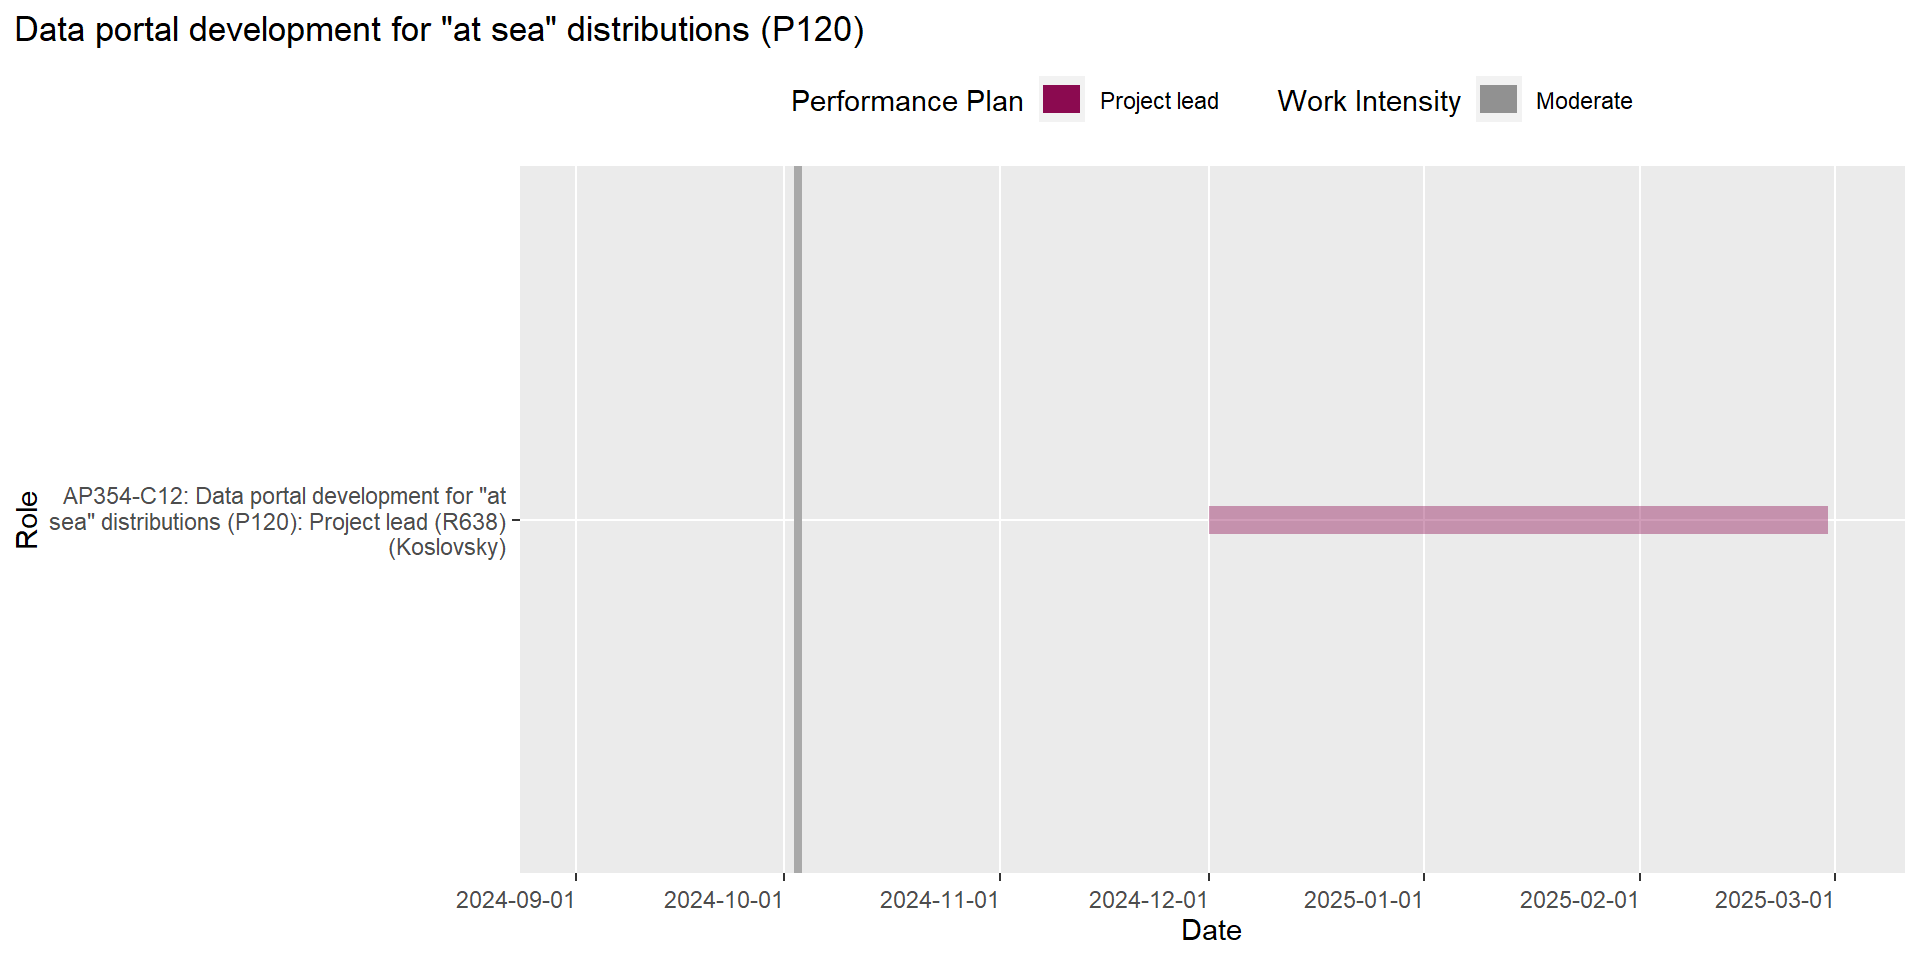 Data portal development for "at sea" distributions (P120)
Performance Plan Project lead Work Intensity Moderate
Role
AP354-C12: Data portal development for "at
sea" distributions (P120): Project lead (R638)
(Koslovsky)
2024-09-01 2024-10-01 2024-11-01 2024-12-01 2025-01-01 2025-02-01 2025-03-01
Date